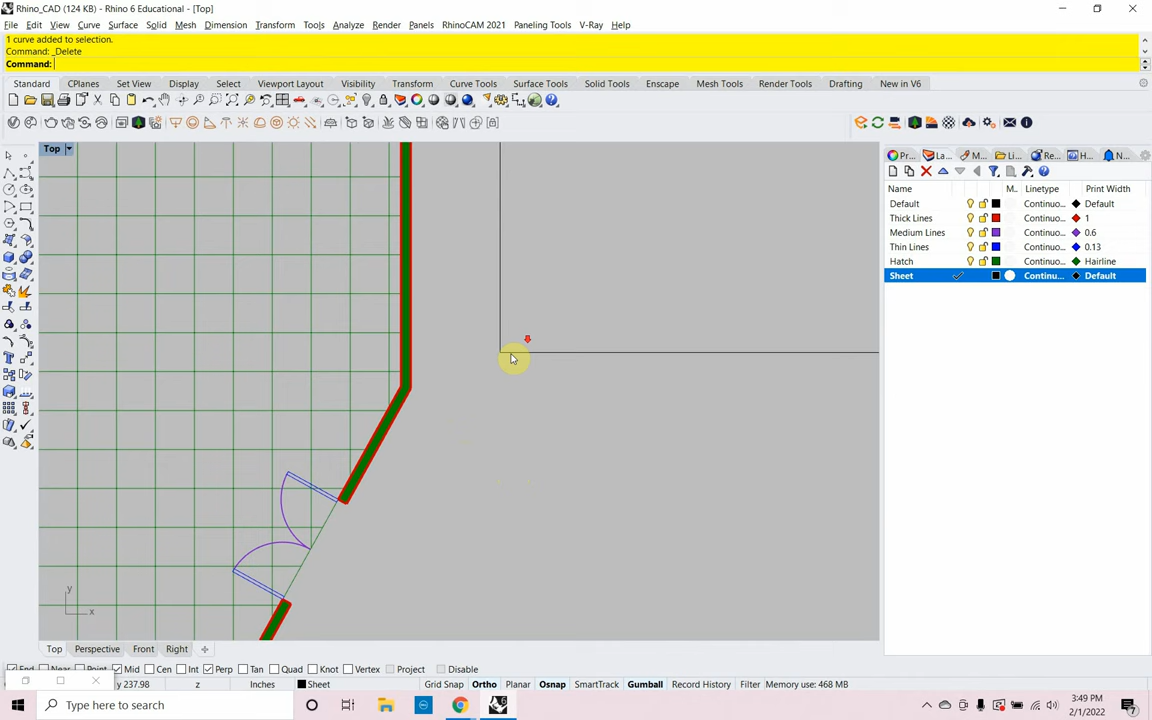 Rhino_CAD (124 KB) - Rhino 6 Educational - [Top]
File Edit View Curve Surface Solid Mesh Dimension Transform Tools Analyze Render Panels RhinoCAM 2021 Paneling Tools V-Ray Help
1 curve added to selection.
Command: _Delete
Command:
Standard CPlanes Set View Display Select Viewport Layout Visibility Transform Curve Tools Surface Tools Solid Tools Enscape Mesh Tools Render Tools Drafting New in V6
Top
Pr... La... M... Li... Re... H... N...
Name M.. Linetype Print Width
Default Continuo... Default
Thick Lines Continuo... 1
Medium Lines Continuo... 0.6
Thin Lines Continuo... 0.13
Hatch Continuo... Hairline
Sheet Continu... Default
y
x
Top Perspective Front Right
End Near Point Mid Cen Int Perp Tan Quad Knot Vertex Project Disable
y 237.98 z Inches Sheet Grid Snap Ortho Planar Osnap SmartTrack Gumball Record History Filter Memory use: 468 MB
Type here to search
3:49 PM
2/1/2022